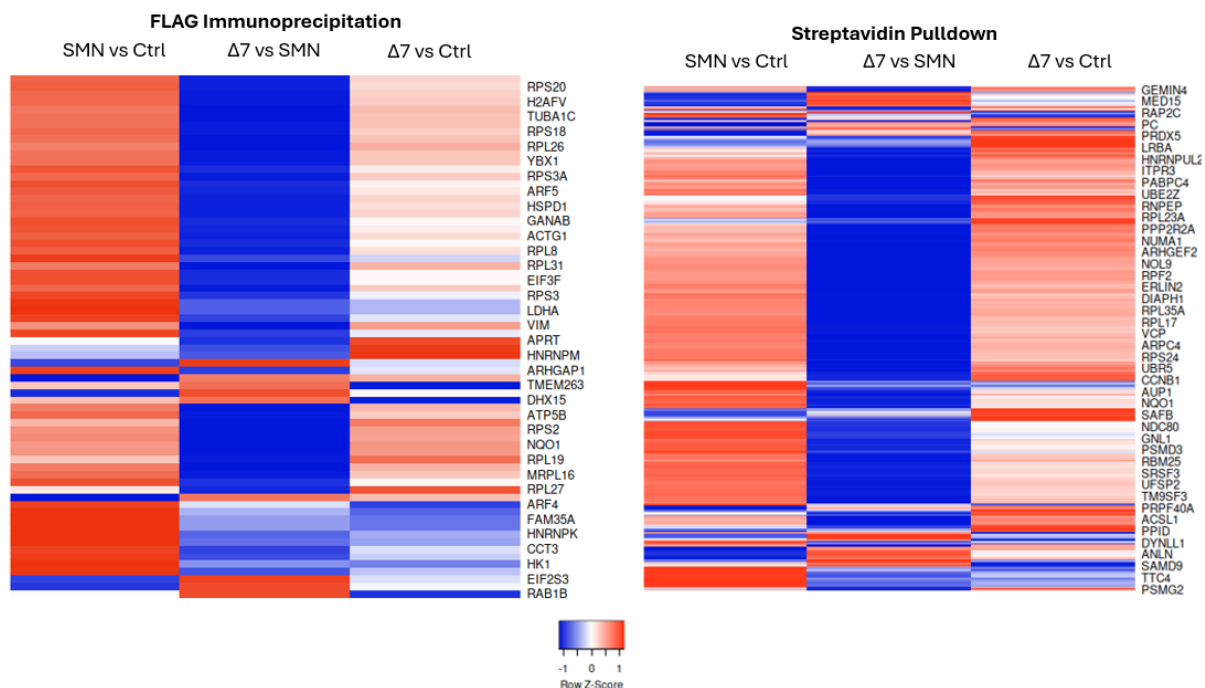 FLAG Immunoprecipitation
SMN vs Ctrl Δ7 vs SMN Δ7 vs Ctrl
RPS20
H2AFV
TUBA1C
RPS18
RPL26
YBX1
RPS3A
ARF5
HSPD1
GANAB
ACTG1
RPL8
RPL31
EIF3F
RPS3
LDHA
VIM
APRT
HNRNPM
ARHGAP1
TMEM263
DHX15
ATP5B
RPS2
NQO1
RPL19
MRPL16
RPL27
ARF4
FAM35A
HNRNPK
CCT3
HK1
EIF2S3
RAB1B
Streptavidin Pulldown
SMN vs Ctrl Δ7 vs SMN Δ7 vs Ctrl
GEMIN4
MED15
RAP2C
PC
PRDX5
LRBA
HNRNPUL2
ITPR3
PABPC4
UBE2Z
RNPEP
RPL23A
PPP2R2A
NUMA1
ARHGEF2
NOL9
RPF2
ERLIN2
DIAPH1
RPL35A
RPL17
VCP
ARPC4
RPS24
UBR5
CCNB1
AUP1
NQO1
SAFB
NDC80
GNL1
PSMD3
RBM25
SRSF3
UFSP2
TM9SF3
PRPF40A
ACSL1
PPID
DYNLL1
ANLN
SAMD9
TTC4
PSMG2
-1 0 1
Row Z-Score